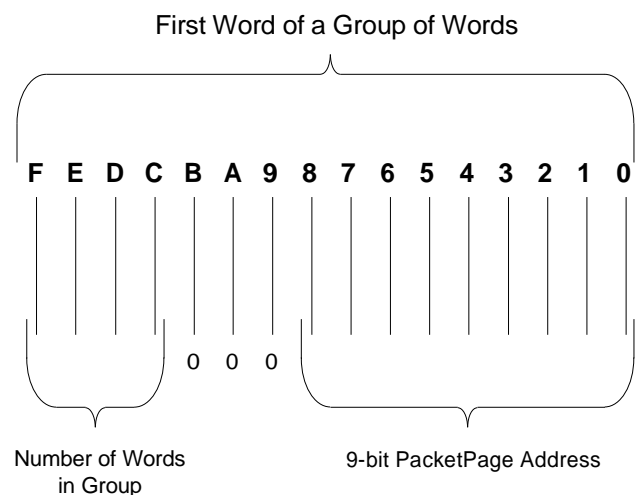 First Word of a Group of Words
F E D C B A 9 8 7 6 5 4 3 2 1 0
0 0 0
Number of Words
in Group
9-bit PacketPage Address